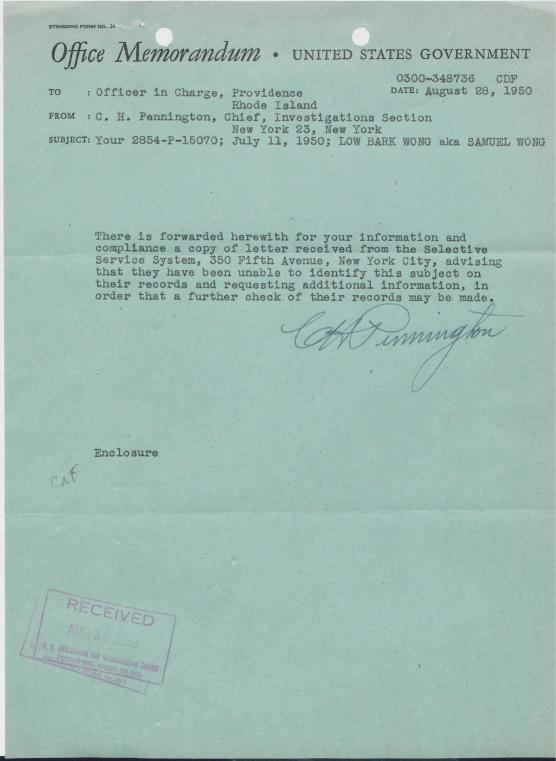 STANDARD FORM NO. 64
Office Memorandum • UNITED STATES GOVERNMENT
0300-348736 CDF
TO : Officer in Charge, Providence DATE: August 28, 1950
Rhode Island
FROM : C. H. Pennington, Chief, Investigations Section
New York 23, New York
SUBJECT: Your 2854-P-15070; July 11, 1950; LOW BARK WONG aka SAMUEL WONG
There is forwarded herewith for your information and
compliance a copy of letter received from the Selective
Service System, 350 Fifth Avenue, New York City, advising
that they have been unable to identify this subject on
their records and requesting additional information, in
order that a further check of their records may be made.
CH Pennington
Enclosure
CAF
RECEIVED
AUG 30 1950
U. S. IMMIGRATION AND NATURALIZATION SERVICE
PROVIDENCE, RHODE ISLAND